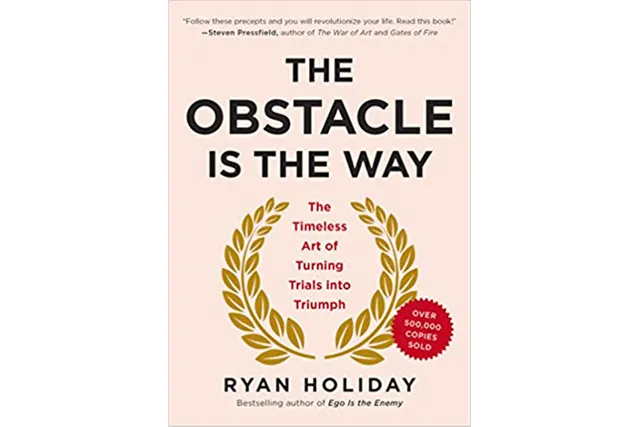 "Follow these precepts and you will revolutionize your life. Read this book!"
—Steven Pressfield, author of The War of Art and Gates of Fire
THE
OBSTACLE
IS THE WAY
The
Timeless
Art of
Turning
Trials into
Triumph
OVER
500,000
COPIES
SOLD
RYAN HOLIDAY
Bestselling author of Ego Is the Enemy